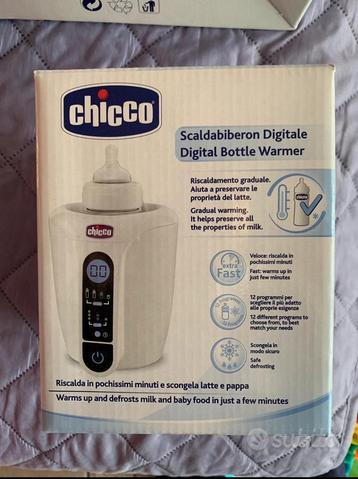 chicco
Scaldabiberon Digitale
Digital Bottle Warmer
Riscaldamento graduale.
Aiuta a preservare le
proprietà del latte.
Gradual warming.
It helps preserve all
the properties of milk.
chicco
00
extra
Fast
Veloce: riscalda in
pochissimi minuti
Fast: warms up in
just few minutes
12 programmi per
scegliere il più adatto
alle proprie esigenze
12 different programs to
choose from, to best
match your needs
Scongela in
modo sicuro
Safe
defrosting
Riscalda in pochissimi minuti e scongela latte e pappa
Warms up and defrosts milk and baby food in just a few minutes
subito